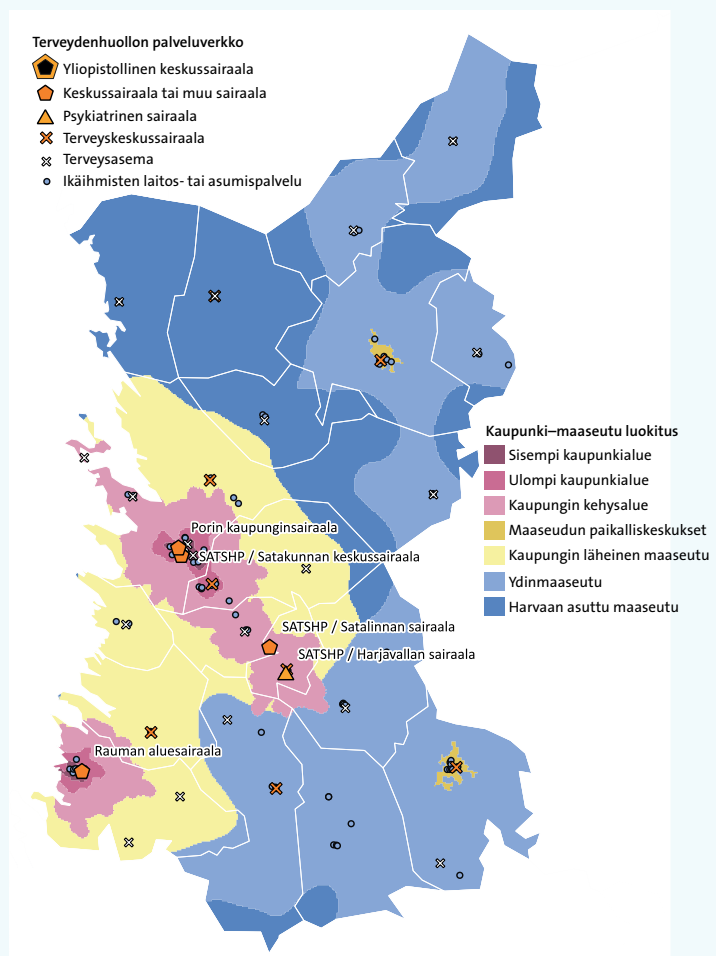 Terveydenhuollon palveluverkko
Yliopistollinen keskussairaala
Keskussairaala tai muu sairaala
Psykiatrinen sairaala
Terveyskeskussairaala
Terveysasema
Ikäihmisten laitos- tai asumispalvelu
Kaupunki–maaseutu luokitus
Sisempi kaupunkialue
Ulompi kaupunkialue
Kaupungin kehysalue
Maaseudun paikalliskeskukset
Kaupungin läheinen maaseutu
Ydinmaaseutu
Harvaan asuttu maaseutu
Porin kaupunginsairaala
SATSHP / Satakunnan keskussairaala
SATSHP / Satalinnan sairaala
SATSHP / Harjavallan sairaala
Rauman aluesairaala